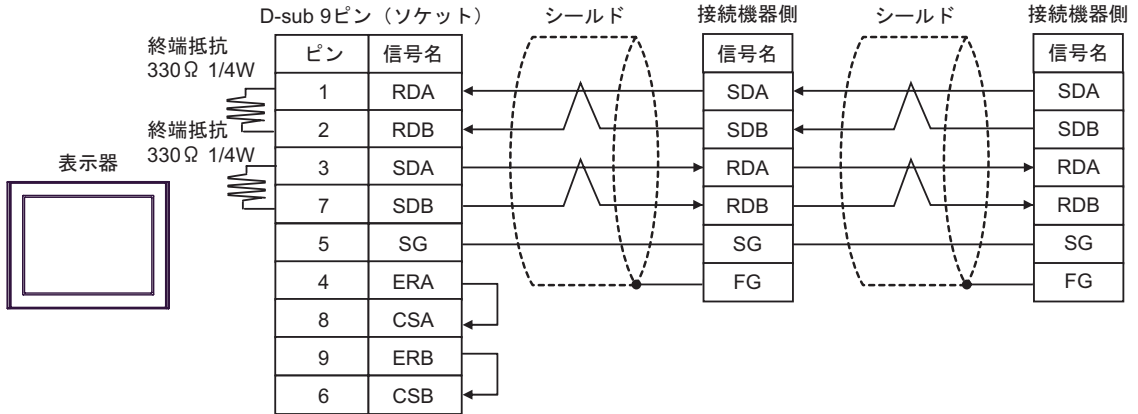 D-sub 9ピン（ソケット）
シールド
接続機器側
シールド
接続機器側
終端抵抗
330Ω 1/4W
終端抵抗
330Ω 1/4W
表示器
ピン 信号名
1 RDA
2 RDB
3 SDA
7 SDB
5 SG
4 ERA
8 CSA
9 ERB
6 CSB
信号名
SDA
SDB
RDA
RDB
SG
FG
信号名
SDA
SDB
RDA
RDB
SG
FG